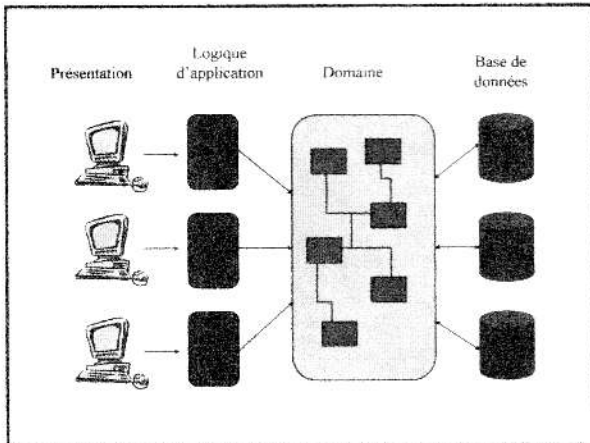 Présentation
Logique
d'application
Domaine
Base de
données